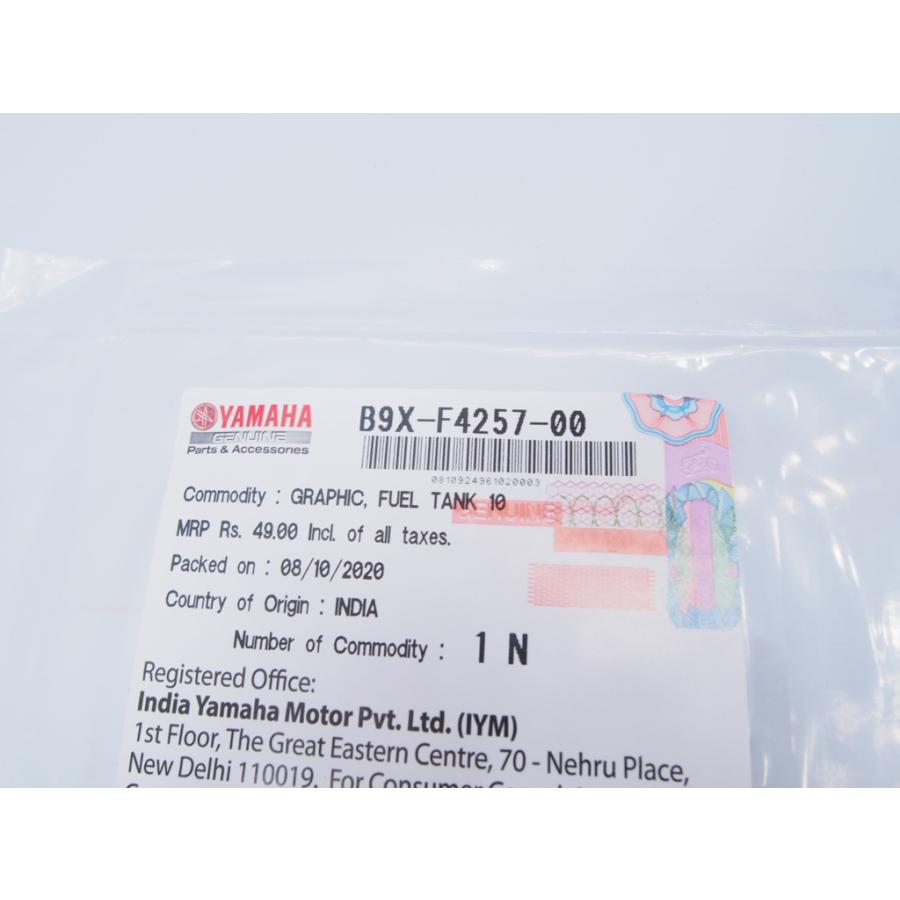 YAMAHA
GENUINE
Parts & Accessories
B9X-F4257-00
0810924961020003
Commodity : GRAPHIC, FUEL TANK 10
GENUINE
MRP Rs. 49.00 Incl. of all taxes.
Packed on : 08/10/2020
Country of Origin : INDIA
Number of Commodity : 1 N
Registered Office:
India Yamaha Motor Pvt. Ltd. (IYM)
1st Floor, The Great Eastern Centre, 70 - Nehru Place,
New Delhi 110019. For Consumer